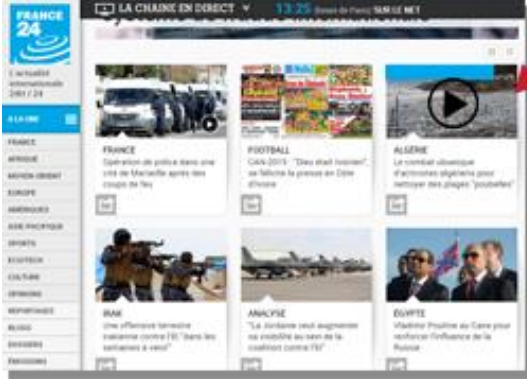 FRANCE
24
LA CHAINE EN DIRECT
13:25 (heure de Paris) SUR LE NET
L'actualité
internationale
24H / 24
A LA UNE
FRANCE
AFRIQUE
MOYEN-ORIENT
EUROPE
AMÉRIQUES
ASIE-PACIFIQUE
SPORTS
ECO/TECH
CULTURE
OPINIONS
REPORTAGES
BLOGS
DOSSIERS
ÉMISSIONS
FRANCE
Opération de police dans une
cité de Marseille après des
coups de feu
FOOTBALL
CAN-2015 : "Dieu était Ivoirien",
se félicite la presse en Côte
d'Ivoire
ALGÉRIE
Le combat
d'activistes algériens pour
nettoyer des plages "poubelles"
IRAK
Une offensive terrestre
irakienne contre l'EI "dans les
semaines à venir"
ANALYSE
"La Jordanie veut augmenter
sa visibilité au sein de la
coalition contre l'EI"
ÉGYPTE
Vladimir Poutine au Caire pour
renforcer l'influence de la
Russie